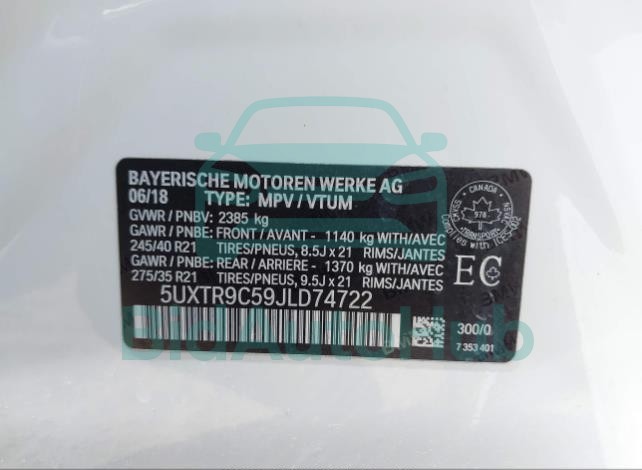 BAYERISCHE MOTOREN WERKE AG
06/18 TYPE: MPV / VTUM
GVWR / PNBV: 2385 kg
GAWR / PNBE: FRONT / AVANT - 1140 kg WITH/AVEC
245/40 R21 TIRES/PNEUS, 8.5J x 21 RIMS/JANTES
GAWR / PNBE: REAR / ARRIERE - 1370 kg WITH/AVEC
275/35 R21 TIRES/PNEUS, 9.5J x 21 RIMS/JANTES
5UXTR9C59JLD74722
CANADA
978
TRANSPORT
EC
300/0
7 353 401
BidAutoHub